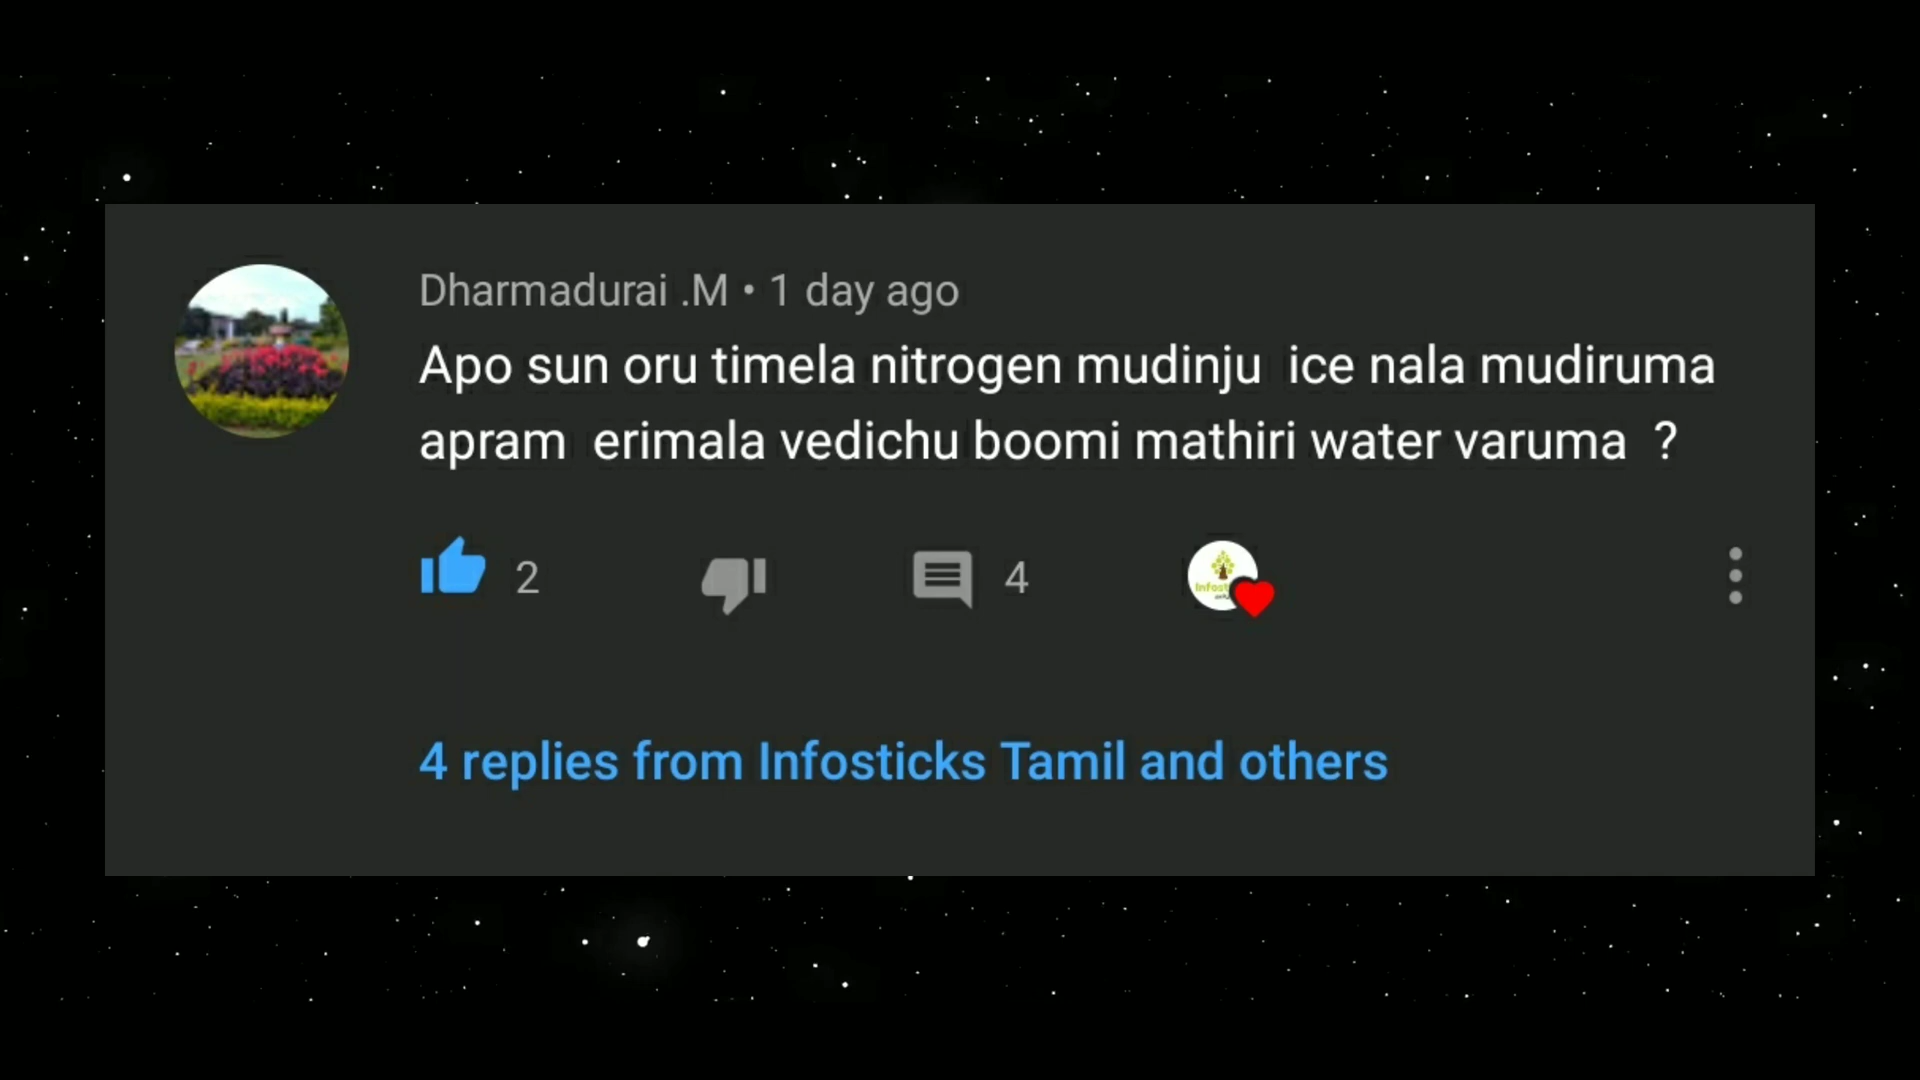 Dharmadurai .M • 1 day ago
Apo sun oru timela nitrogen mudinju ice nala mudiruma
apram erimala vedichu boomi mathiri water varuma ?
2
4
4 replies from Infosticks Tamil and others